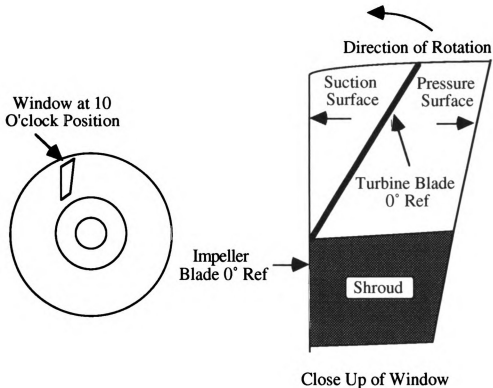 Direction of Rotation
Suction
Surface
Pressure
Surface
Window at 10
O'clock Position
Turbine Blade
0° Ref
Impeller
Blade 0° Ref
Shroud
Close Up of Window